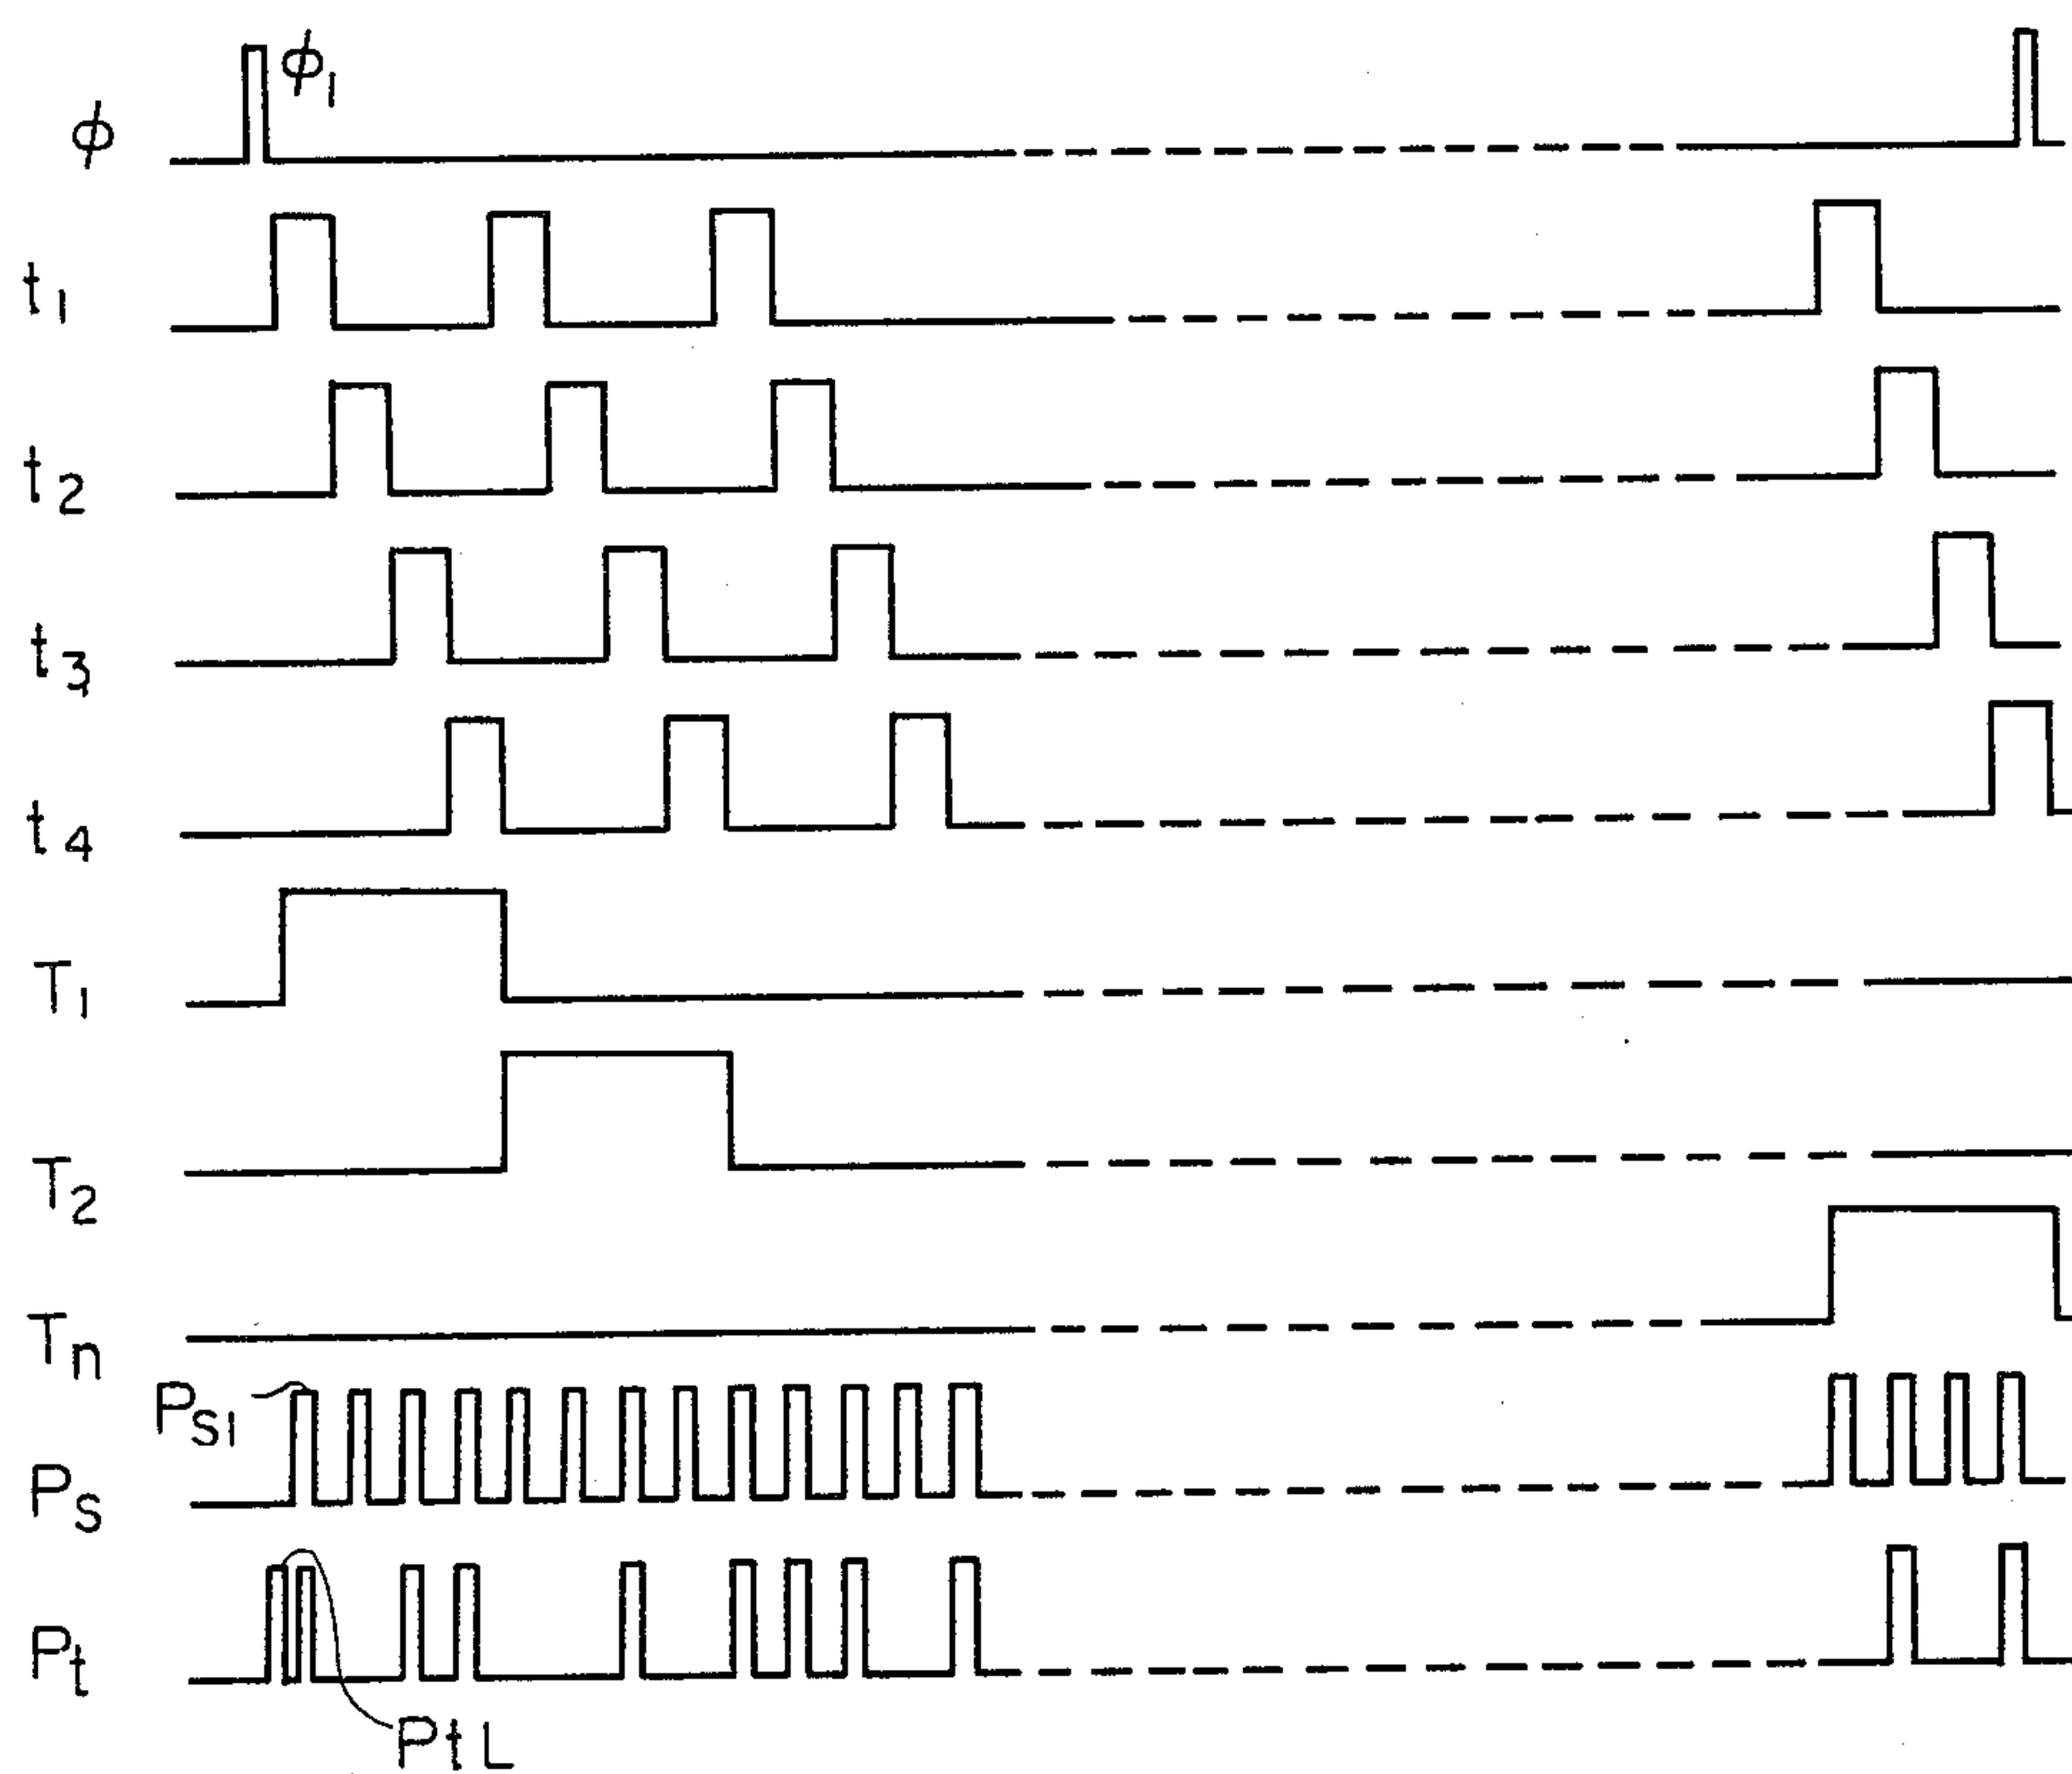 ϕ₁
ϕ
t₁
t₂
t₃
t₄
T₁
T₂
Tₙ
PS1
PS
Pt
PtL